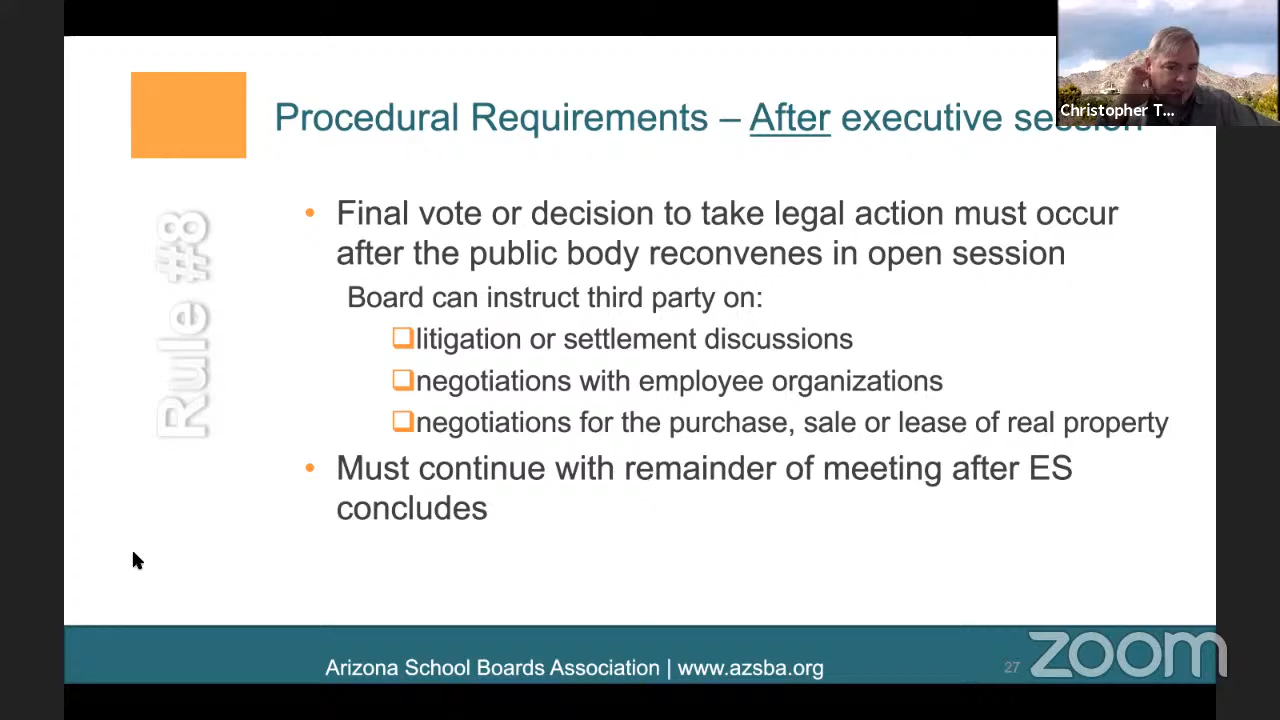 Procedural Requirements – After executive session
Christopher T...
Rule #8
• Final vote or decision to take legal action must occur
after the public body reconvenes in open session
Board can instruct third party on:
❑litigation or settlement discussions
❑negotiations with employee organizations
❑negotiations for the purchase, sale or lease of real property
• Must continue with remainder of meeting after ES
concludes
Arizona School Boards Association | www.azsba.org
27
zoom